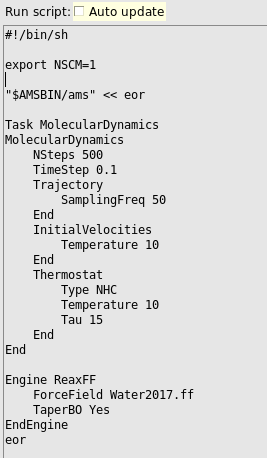 Run script: Auto update
#!/bin/sh
export NSCM=1
"$AMSBIN/ams" << eor
Task MolecularDynamics
MolecularDynamics
    NSteps 500
    TimeStep 0.1
    Trajectory
        SamplingFreq 50
    End
    InitialVelocities
        Temperature 10
    End
    Thermostat
        Type NHC
        Temperature 10
        Tau 15
    End
End
Engine ReaxFF
    ForceField Water2017.ff
    TaperBO Yes
EndEngine
eor